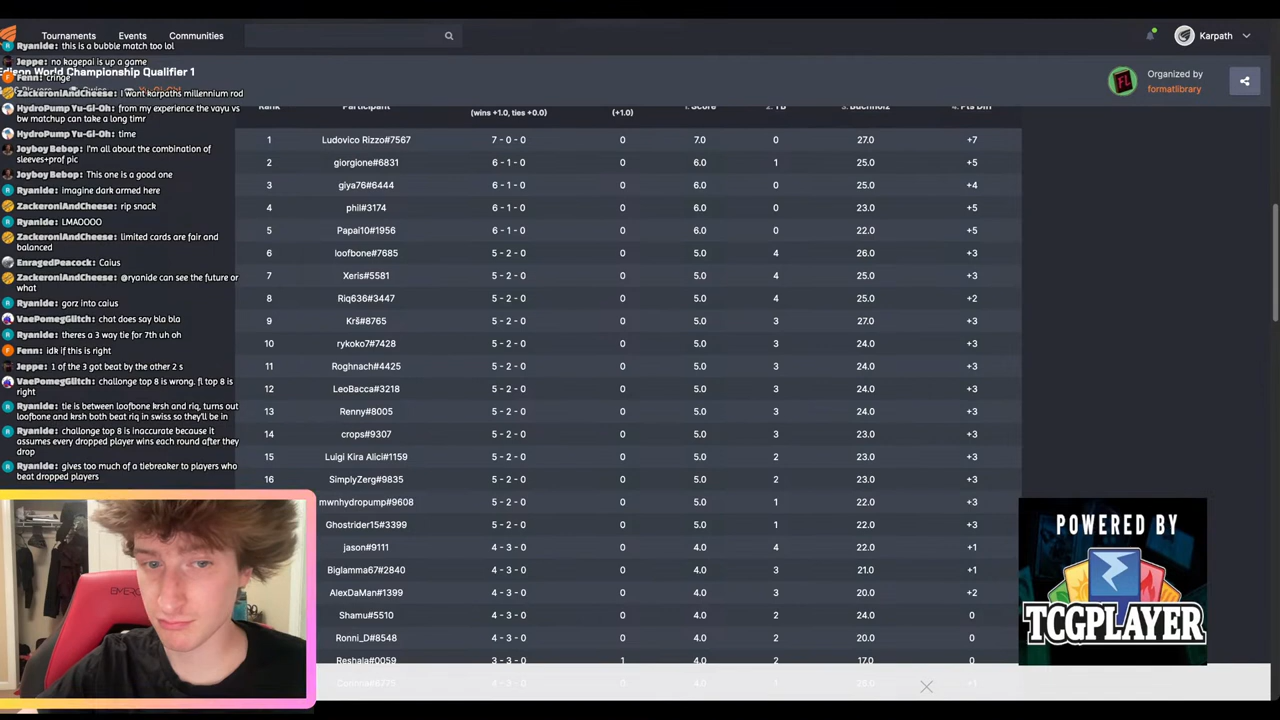 Tournaments Events Communities
Karpath
Edison World Championship Qualifier 1
Organized by
formatlibrary
Ryanide: this is a bubble match too lol
Jeppe: no kagepai is up a game
Fenn: cringe
ZackeroniAndCheese: I want karpaths millennium rod
HydroPump Yu-Gi-Oh: from my experience the vayu vs
bw matchup can take a long timr
HydroPump Yu-Gi-Oh: time
Joyboy Bebop: I'm all about the combination of
sleeves+prof pic
Joyboy Bebop: This one is a good one
Ryanide: imagine dark armed here
ZackeroniAndCheese: rip snack
Ryanide: LMAOOOO
ZackeroniAndCheese: limited cards are fair and
balanced
EnragedPeacock: Caius
ZackeroniAndCheese: @ryanide can see the future or
what
Ryanide: gorz into caius
VaePomegGlitch: chat does say bla bla
Ryanide: theres a 3 way tie for 7th uh oh
Fenn: idk if this is right
Jeppe: 1 of the 3 got beat by the other 2 s
VaePomegGlitch: challonge top 8 is wrong. fl top 8 is
right
Ryanide: tie is between loofbone krsh and riq, turns out
loofbone and krsh both beat riq in swiss so they'll be in
Ryanide: challonge top 8 is inaccurate because it
assumes every dropped player wins each round after they
drop
Ryanide: gives too much of a tiebreaker to players who
beat dropped players
Rank Participant (wins +1.0, ties +0.0) (+1.0) 1. Score 2. TB 3. Buchholz 4. Pts Diff
1 Ludovico Rizzo#7567 7 - 0 - 0 0 7.0 0 27.0 +7
2 giorgione#6831 6 - 1 - 0 0 6.0 1 25.0 +5
3 giya76#6444 6 - 1 - 0 0 6.0 0 25.0 +4
4 phil#3174 6 - 1 - 0 0 6.0 0 23.0 +5
5 Papai10#1956 6 - 1 - 0 0 6.0 0 22.0 +5
6 loofbone#7685 5 - 2 - 0 0 5.0 4 26.0 +3
7 Xeris#5581 5 - 2 - 0 0 5.0 4 25.0 +3
8 Riq636#3447 5 - 2 - 0 0 5.0 4 25.0 +2
9 Krš#8765 5 - 2 - 0 0 5.0 3 27.0 +3
10 rykoko7#7428 5 - 2 - 0 0 5.0 3 24.0 +3
11 Roghnach#4425 5 - 2 - 0 0 5.0 3 24.0 +3
12 LeoBacca#3218 5 - 2 - 0 0 5.0 3 24.0 +3
13 Renny#8005 5 - 2 - 0 0 5.0 3 24.0 +3
14 crops#9307 5 - 2 - 0 0 5.0 3 23.0 +3
15 Luigi Kira Alici#1159 5 - 2 - 0 0 5.0 2 23.0 +3
16 SimplyZerg#9835 5 - 2 - 0 0 5.0 2 23.0 +3
mwnhydropump#9608 5 - 2 - 0 0 5.0 1 22.0 +3
Ghostrider15#3399 5 - 2 - 0 0 5.0 1 22.0 +3
jason#9111 4 - 3 - 0 0 4.0 4 22.0 +1
Biglamma67#2840 4 - 3 - 0 0 4.0 3 21.0 +1
AlexDaMan#1399 4 - 3 - 0 0 4.0 3 20.0 +2
Shamu#5510 4 - 3 - 0 0 4.0 2 24.0 0
Ronni_D#8548 4 - 3 - 0 0 4.0 2 20.0 0
Reshala#0059 3 - 3 - 0 1 4.0 2 17.0 0
POWERED BY
TCGPLAYER